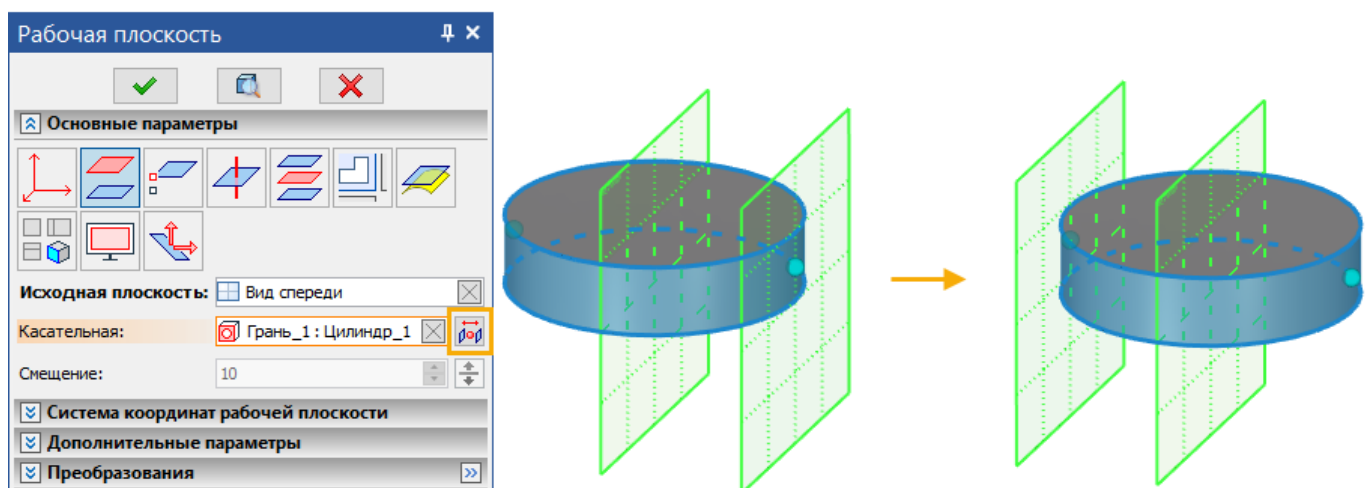 Рабочая плоскость
Основные параметры
Исходная плоскость: Вид спереди
Касательная: Грань_1 : Цилиндр_1
Смещение: 10
Система координат рабочей плоскости
Дополнительные параметры
Преобразования